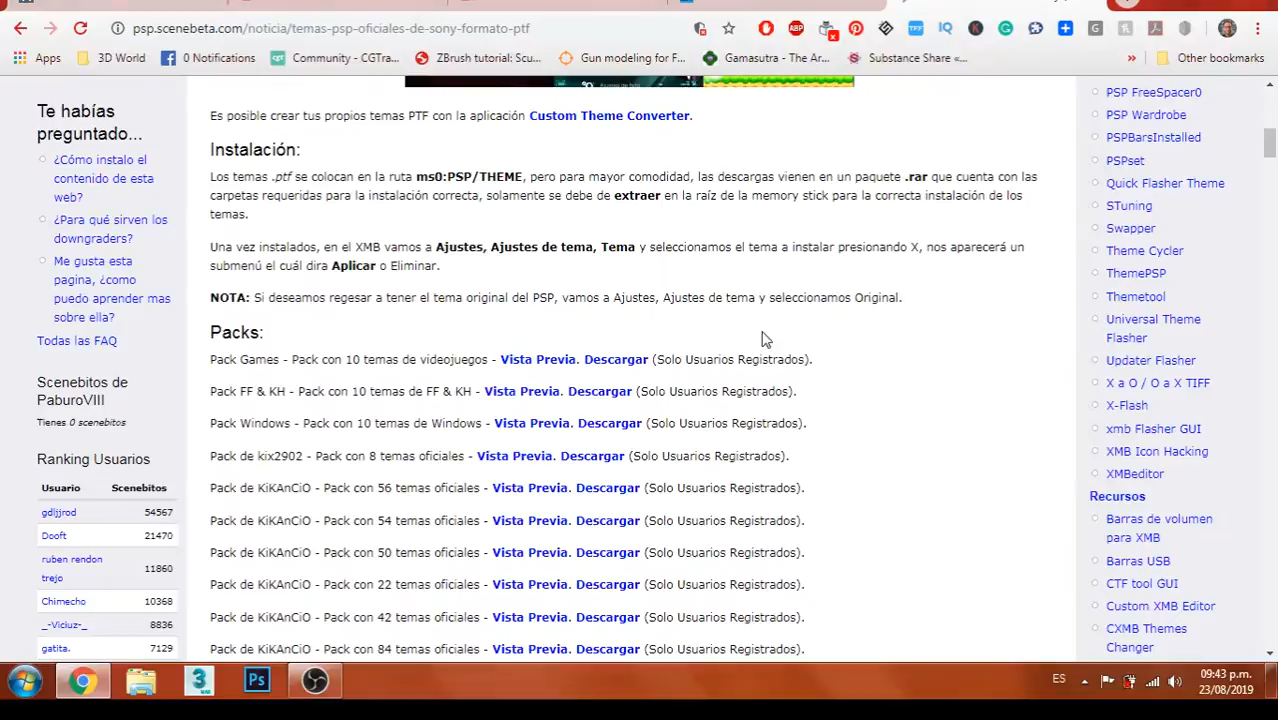 psp.scenebeta.com/noticia/temas-psp-oficiales-de-sony-formato-ptf
Apps
3D World
0 Notifications
Community - CGTra...
ZBrush tutorial: Scu...
Gun modeling for F...
Gamasutra - The Ar...
Substance Share «...
»
Other bookmarks
Te habías
preguntado...
¿Cómo instalo el
contenido de esta
web?
¿Para qué sirven los
downgraders?
Me gusta esta
pagina, ¿como
puedo aprender mas
sobre ella?
Todas las FAQ
Scenebitos de
PaburoVIII
Tienes 0 scenebitos
Ranking Usuarios
Usuario Scenebitos
gdljjrod 54567
Dooft 21470
ruben rendon
trejo 11860
Chimecho 10368
_-Viciuz-_ 8836
gatita. 7129
Es posible crear tus propios temas PTF con la aplicación Custom Theme Converter.
Instalación:
Los temas .ptf se colocan en la ruta ms0:PSP/THEME, pero para mayor comodidad, las descargas vienen en un paquete .rar que cuenta con las
carpetas requeridas para la instalación correcta, solamente se debe de extraer en la raíz de la memory stick para la correcta instalación de los
temas.
Una vez instalados, en el XMB vamos a Ajustes, Ajustes de tema, Tema y seleccionamos el tema a instalar presionando X, nos aparecerá un
submenú el cuál dira Aplicar o Eliminar.
NOTA: Si deseamos regesar a tener el tema original del PSP, vamos a Ajustes, Ajustes de tema y seleccionamos Original.
Packs:
Pack Games - Pack con 10 temas de videojuegos - Vista Previa. Descargar (Solo Usuarios Registrados).
Pack FF & KH - Pack con 10 temas de FF & KH - Vista Previa. Descargar (Solo Usuarios Registrados).
Pack Windows - Pack con 10 temas de Windows - Vista Previa. Descargar (Solo Usuarios Registrados).
Pack de kix2902 - Pack con 8 temas oficiales - Vista Previa. Descargar (Solo Usuarios Registrados).
Pack de KiKAnCiO - Pack con 56 temas oficiales - Vista Previa. Descargar (Solo Usuarios Registrados).
Pack de KiKAnCiO - Pack con 54 temas oficiales - Vista Previa. Descargar (Solo Usuarios Registrados).
Pack de KiKAnCiO - Pack con 50 temas oficiales - Vista Previa. Descargar (Solo Usuarios Registrados).
Pack de KiKAnCiO - Pack con 22 temas oficiales - Vista Previa. Descargar (Solo Usuarios Registrados).
Pack de KiKAnCiO - Pack con 42 temas oficiales - Vista Previa. Descargar (Solo Usuarios Registrados).
Pack de KiKAnCiO - Pack con 84 temas oficiales - Vista Previa. Descargar (Solo Usuarios Registrados).
PSP FreeSpacer0
PSP Wardrobe
PSPBarsInstalled
PSPset
Quick Flasher Theme
STuning
Swapper
Theme Cycler
ThemePSP
Themetool
Universal Theme
Flasher
Updater Flasher
X a O / O a X TIFF
X-Flash
xmb Flasher GUI
XMB Icon Hacking
XMBeditor
Recursos
Barras de volumen
para XMB
Barras USB
CTF tool GUI
Custom XMB Editor
CXMB Themes
Changer
ES
09:43 p.m.
23/08/2019